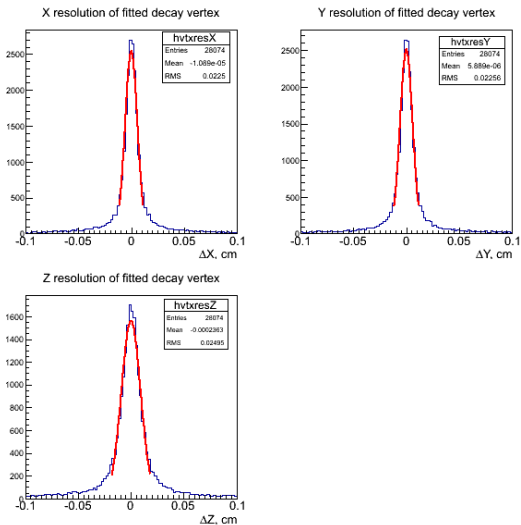 X resolution of fitted decay vertex
hvtxresX
Entries 28074
Mean -1.089e-05
RMS 0.0225
2500
2000
1500
1000
500
0
-0.1 -0.05 0 0.05 0.1
ΔX, cm
Y resolution of fitted decay vertex
hvtxresY
Entries 28074
Mean 5.889e-06
RMS 0.02256
2500
2000
1500
1000
500
0
-0.1 -0.05 0 0.05 0.1
ΔY, cm
Z resolution of fitted decay vertex
hvtxresZ
Entries 28074
Mean -0.0002363
RMS 0.02495
1600
1400
1200
1000
800
600
400
200
0
-0.1 -0.05 0 0.05 0.1
ΔZ, cm